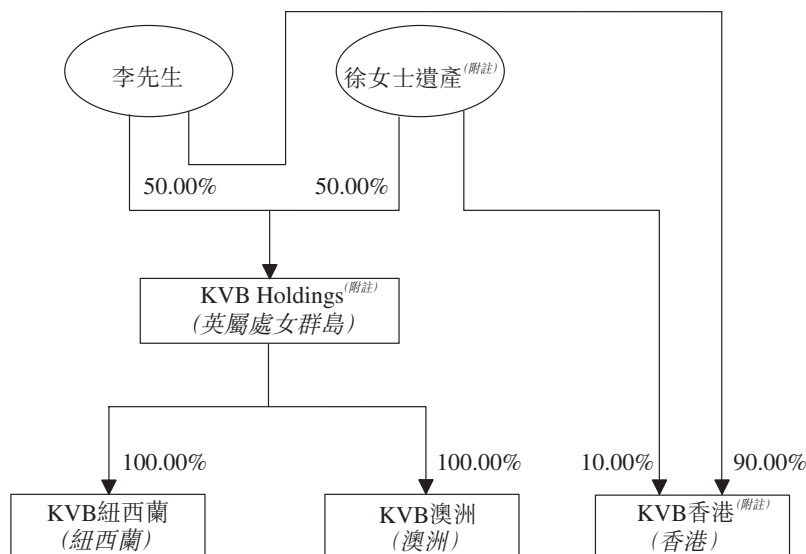 李先生
徐女士遺產(附註)
50.00%
50.00%
KVB Holdings(附註)
(英屬處女群島)
100.00%
100.00%
10.00%
90.00%
KVB紐西蘭
(紐西蘭)
KVB澳洲
(澳洲)
KVB香港(附註)
(香港)